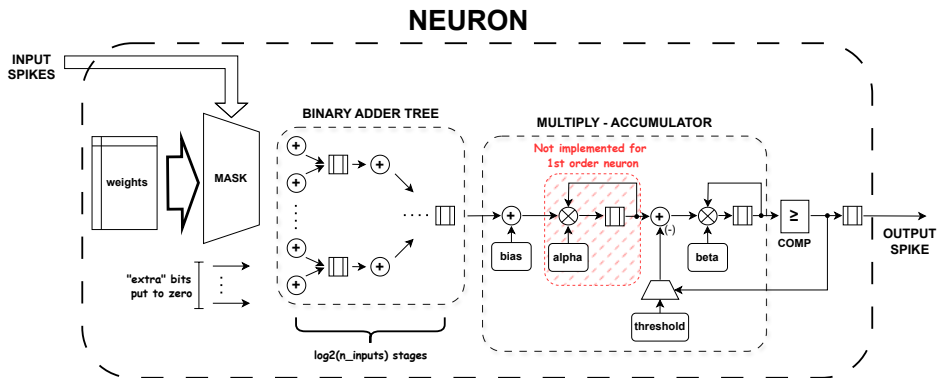 NEURON
INPUT
SPIKES
BINARY ADDER TREE
MULTIPLY - ACCUMULATOR
Not implemented for
1st order neuron
weights
MASK
≥
COMP
(-)
OUTPUT
SPIKE
bias
alpha
beta
"extra" bits
put to zero
threshold
log2(n_inputs) stages